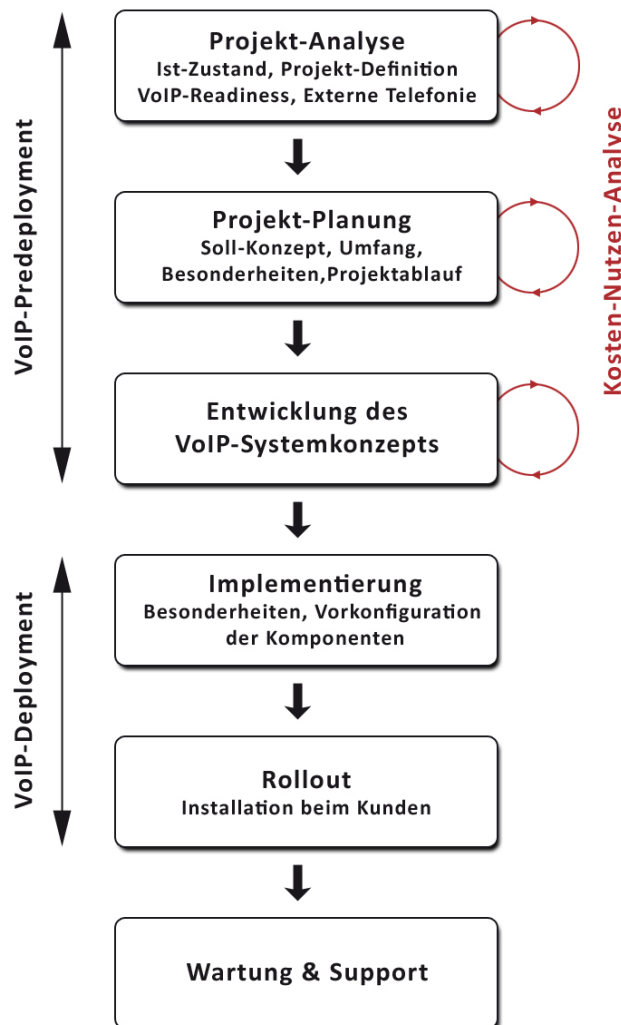 Projekt-Analyse
Ist-Zustand, Projekt-Definition
VoIP-Readiness, Externe Telefonie
Projekt-Planung
Soll-Konzept, Umfang,
Besonderheiten,Projektablauf
Entwicklung des
VoIP-Systemkonzepts
VoIP-Predeployment
Kosten-Nutzen-Analyse
Implementierung
Besonderheiten, Vorkonfiguration
der Komponenten
Rollout
Installation beim Kunden
VoIP-Deployment
Wartung & Support